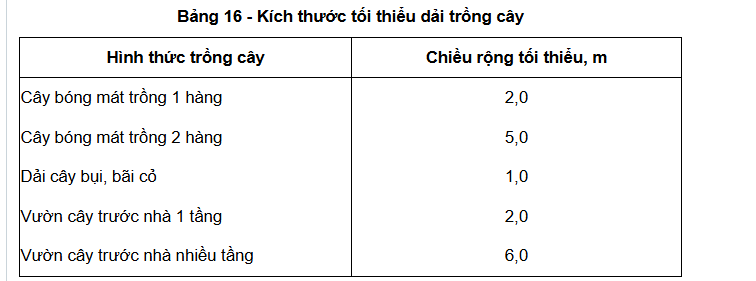 Bảng 16 - Kích thước tối thiểu dải trồng cây
Hình thức trồng cây Chiều rộng tối thiểu, m
Cây bóng mát trồng 1 hàng 2,0
Cây bóng mát trồng 2 hàng 5,0
Dải cây bụi, bãi cỏ 1,0
Vườn cây trước nhà 1 tầng 2,0
Vườn cây trước nhà nhiều tầng 6,0